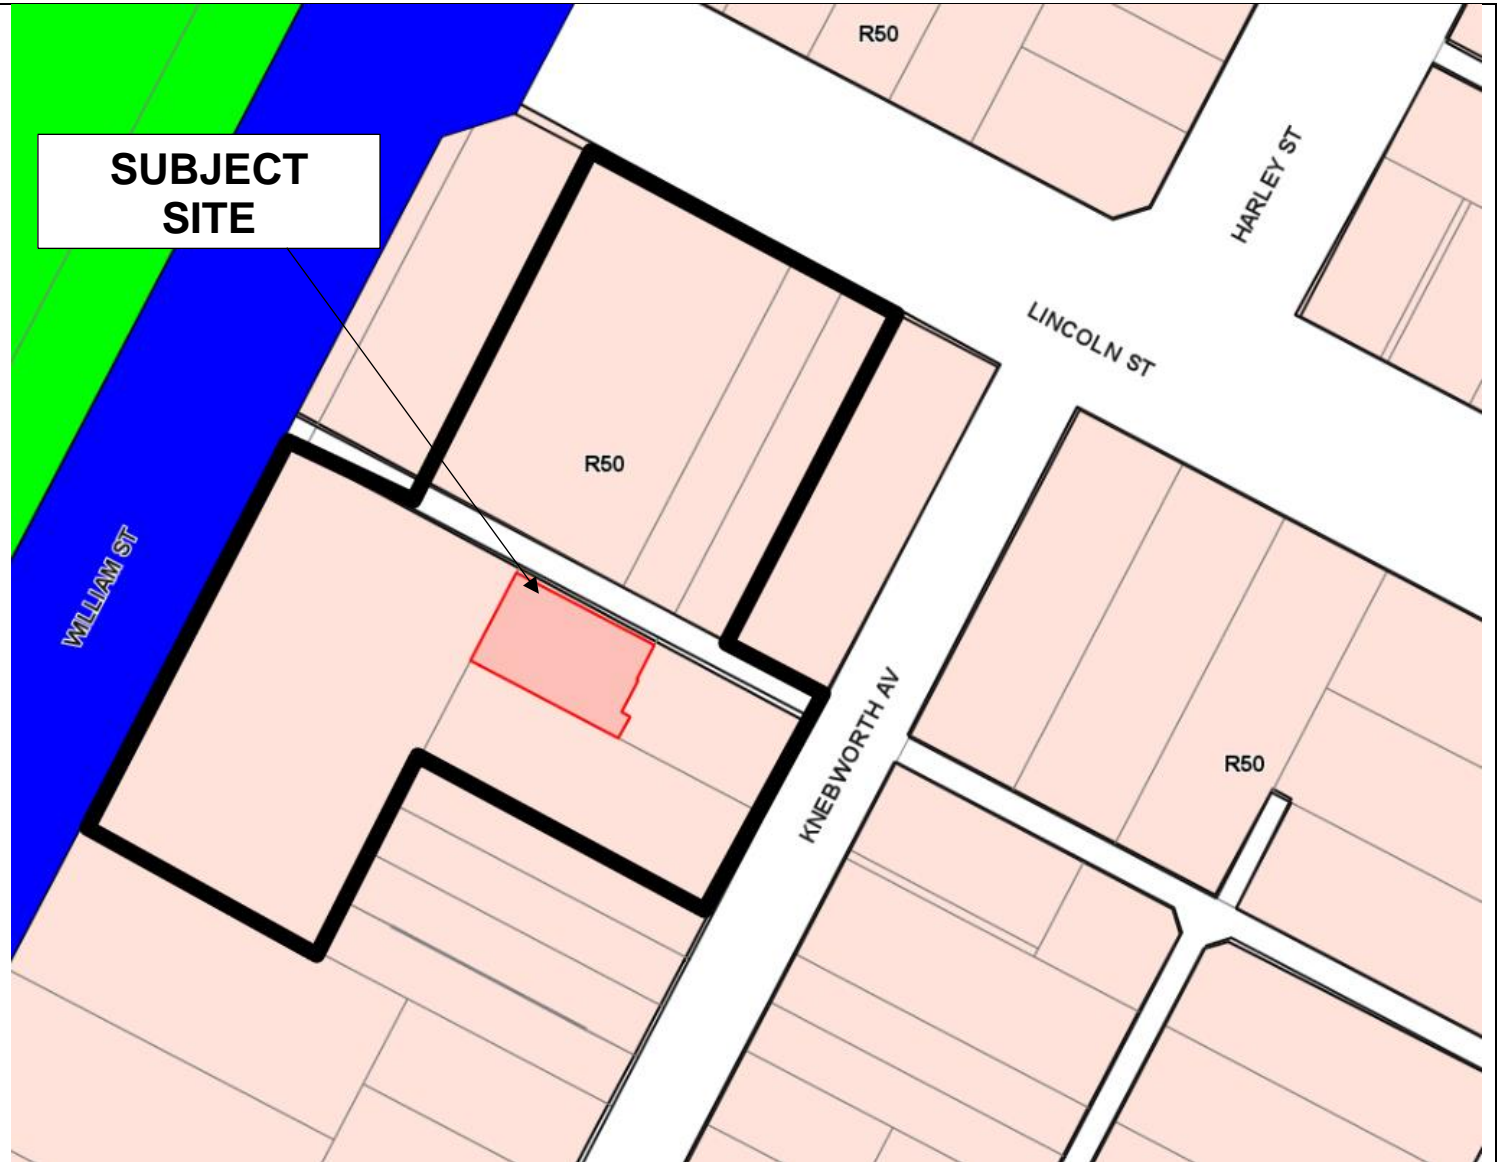 R50
SUBJECT
SITE
HARLEY ST
LINCOLN ST
R50
WILLIAM ST
KNEBWORTH AV
R50